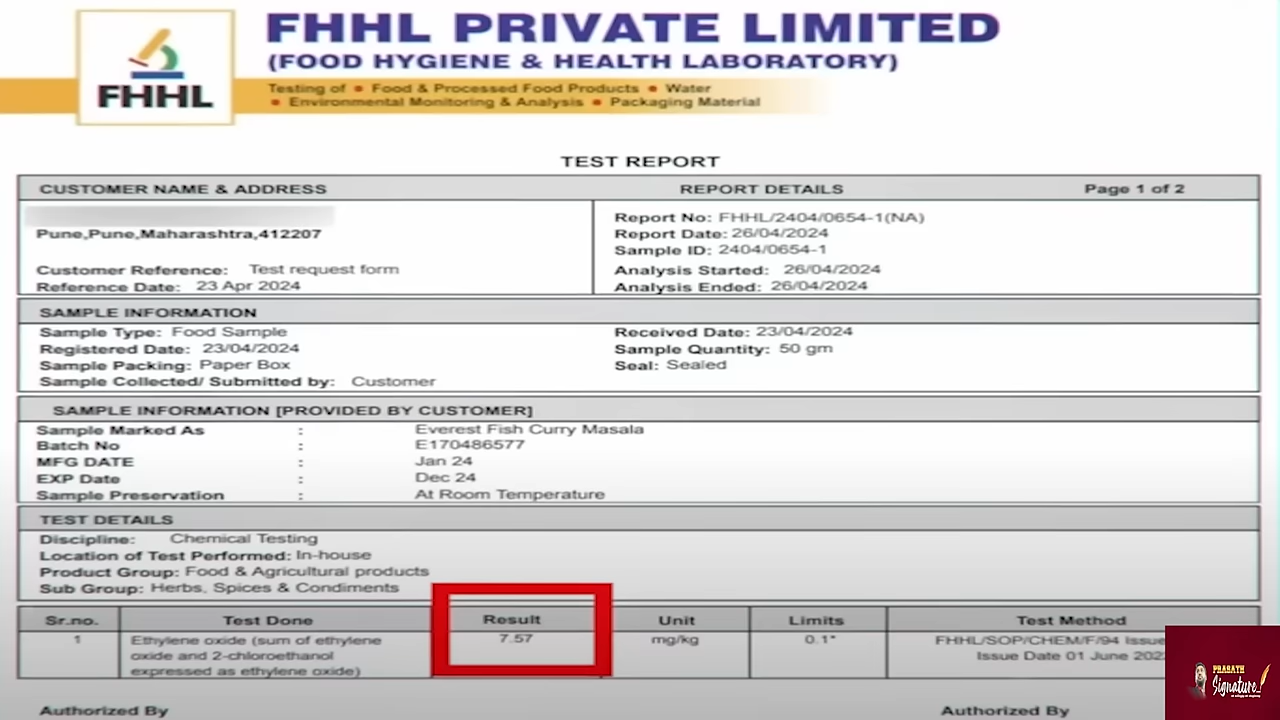 FHHL
FHHL PRIVATE LIMITED
(FOOD HYGIENE & HEALTH LABORATORY)
Testing of • Food & Processed Food Products • Water
• Environmental Monitoring & Analysis • Packaging Material
TEST REPORT
CUSTOMER NAME & ADDRESS REPORT DETAILS Page 1 of 2
Pune,Pune,Maharashtra,412207
Customer Reference: Test request form
Reference Date: 23 Apr 2024
Report No: FHHL/2404/0654-1(NA)
Report Date: 26/04/2024
Sample ID: 2404/0654-1
Analysis Started: 26/04/2024
Analysis Ended: 26/04/2024
SAMPLE INFORMATION
Sample Type: Food Sample Received Date: 23/04/2024
Registered Date: 23/04/2024 Sample Quantity: 50 gm
Sample Packing: Paper Box Seal: Sealed
Sample Collected/ Submitted by: Customer
SAMPLE INFORMATION [PROVIDED BY CUSTOMER]
Sample Marked As : Everest Fish Curry Masala
Batch No : E170486577
MFG DATE : Jan 24
EXP Date : Dec 24
Sample Preservation : At Room Temperature
TEST DETAILS
Discipline: Chemical Testing
Location of Test Performed: In-house
Product Group: Food & Agricultural products
Sub Group: Herbs, Spices & Condiments
Sr.no. Test Done Result Unit Limits Test Method
1 Ethylene oxide (sum of ethylene 7.57 mg/kg 0.1* FHHL/SOP/CHEM/F/94 Issue
oxide and 2-chloroethanol Issue Date 01 June 202
expressed as ethylene oxide)
Authorized By Authorized By
PRASATH
Signature